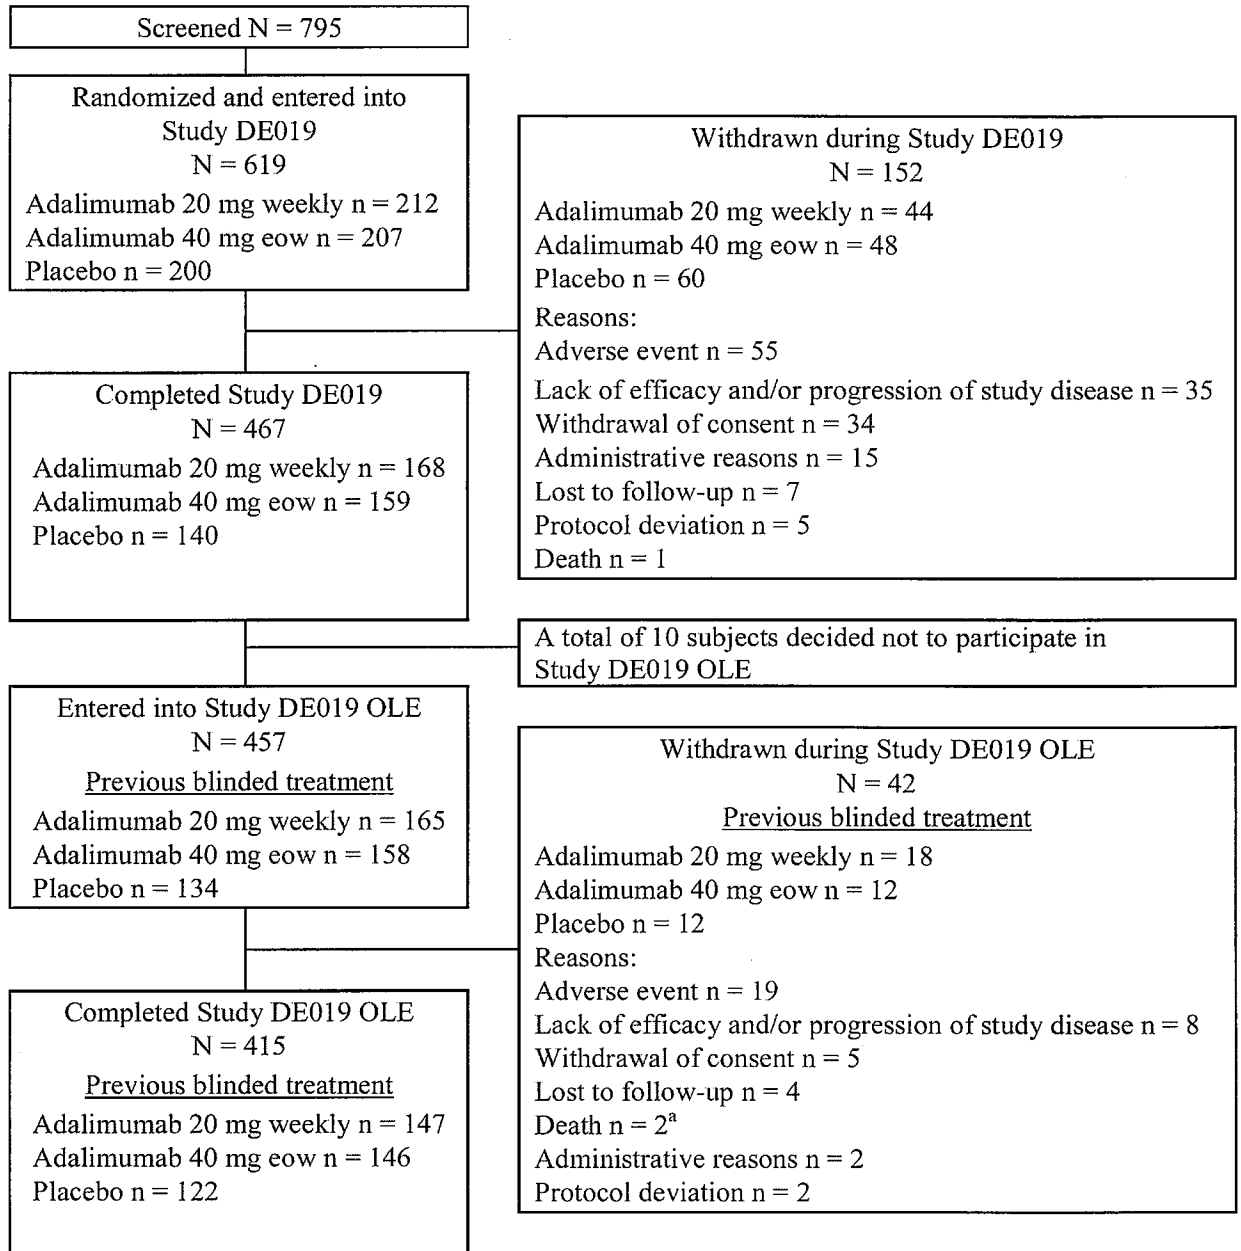 Screened N = 795
Randomized and entered into
Study DE019
N = 619
Adalimumab 20 mg weekly n = 212
Adalimumab 40 mg eow n = 207
Placebo n = 200
Withdrawn during Study DE019
N = 152
Adalimumab 20 mg weekly n = 44
Adalimumab 40 mg eow n = 48
Placebo n = 60
Reasons:
Adverse event n = 55
Lack of efficacy and/or progression of study disease n = 35
Withdrawal of consent n = 34
Administrative reasons n = 15
Lost to follow-up n = 7
Protocol deviation n = 5
Death n = 1
Completed Study DE019
N = 467
Adalimumab 20 mg weekly n = 168
Adalimumab 40 mg eow n = 159
Placebo n = 140
A total of 10 subjects decided not to participate in
Study DE019 OLE
Entered into Study DE019 OLE
N = 457
Previous blinded treatment
Adalimumab 20 mg weekly n = 165
Adalimumab 40 mg eow n = 158
Placebo n = 134
Withdrawn during Study DE019 OLE
N = 42
Previous blinded treatment
Adalimumab 20 mg weekly n = 18
Adalimumab 40 mg eow n = 12
Placebo n = 12
Reasons:
Adverse event n = 19
Lack of efficacy and/or progression of study disease n = 8
Withdrawal of consent n = 5
Lost to follow-up n = 4
Death n = 2ᵃ
Administrative reasons n = 2
Protocol deviation n = 2
Completed Study DE019 OLE
N = 415
Previous blinded treatment
Adalimumab 20 mg weekly n = 147
Adalimumab 40 mg eow n = 146
Placebo n = 122